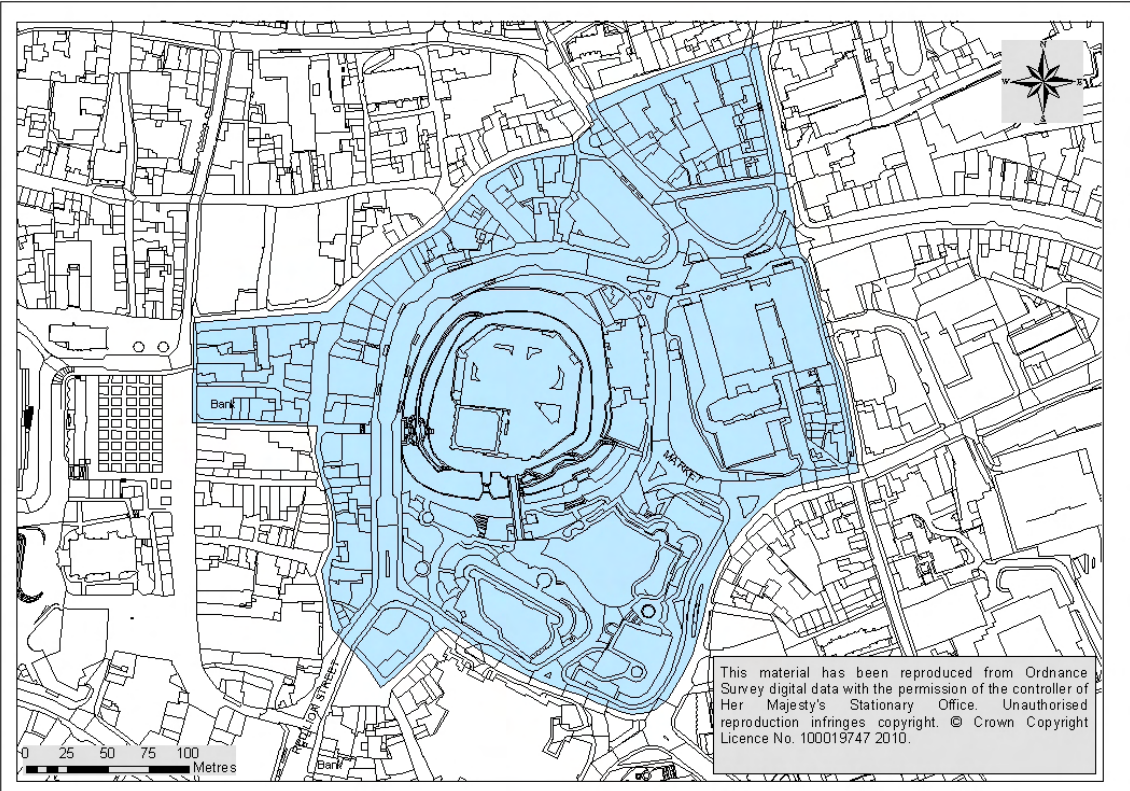 N
W E
S
Bank
MARKET
This material has been reproduced from Ordnance
Survey digital data with the permission of the controller of
Her Majesty's Stationary Office. Unauthorised
reproduction infringes copyright. © Crown Copyright
Licence No. 100019747 2010.
STREET
Bank
0 25 50 75 100
Metres